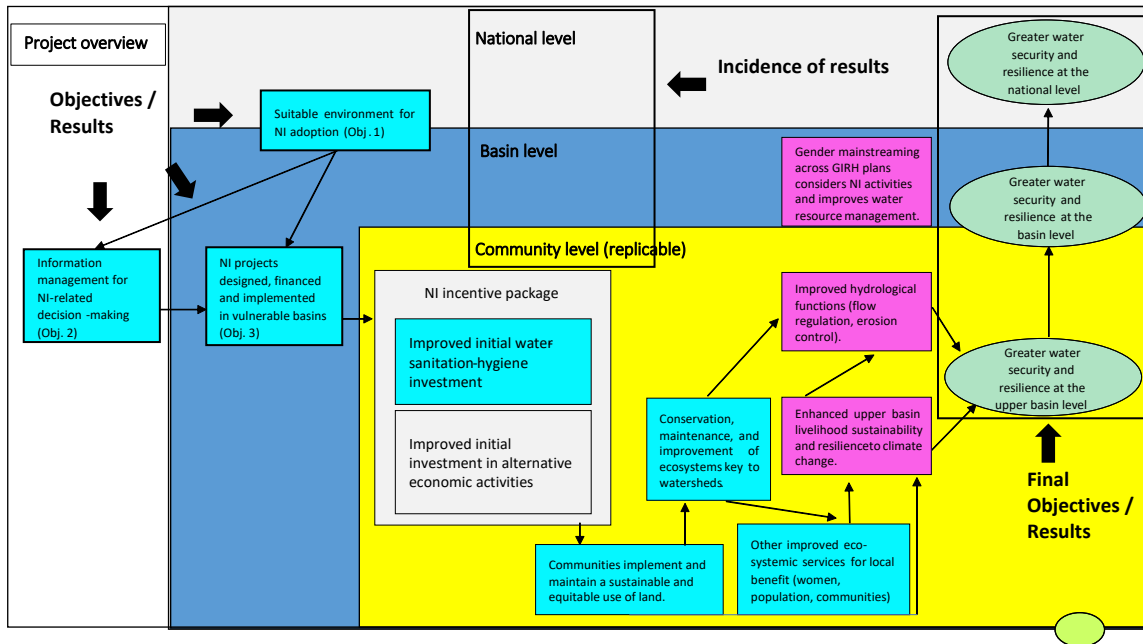 Project overview
National level
Greater water
security and
resilience at the
national level
Incidence of results
Objectives /
Results
Suitable environment for
NI adoption (Obj. 1)
Basin level
Gender mainstreaming
across GIRH plans
considers NI activities
and improves water
resource management.
Greater water
security and
resilience at the
basin level
Community level (replicable)
Information
management for
NI-related
decision -making
(Obj. 2)
NI projects
designed, financed
and implemented
in vulnerable basins
(Obj. 3)
NI incentive package
Improved initial water-
sanitation-hygiene
investment
Improved initial
investment in alternative
economic activities
Improved hydrological
functions (flow
regulation, erosion
control).
Greater water
security and
resilience at the
upper basin level
Conservation,
maintenance, and
improvement of
ecosystems key to
watersheds.
Enhanced upper basin
livelihood sustainability
and resilienceto climate
change.
Final
Objectives /
Results
Communities implement and
maintain a sustainable and
equitable use of land.
Other improved eco-
systemic services for local
benefit (women,
population, communities)